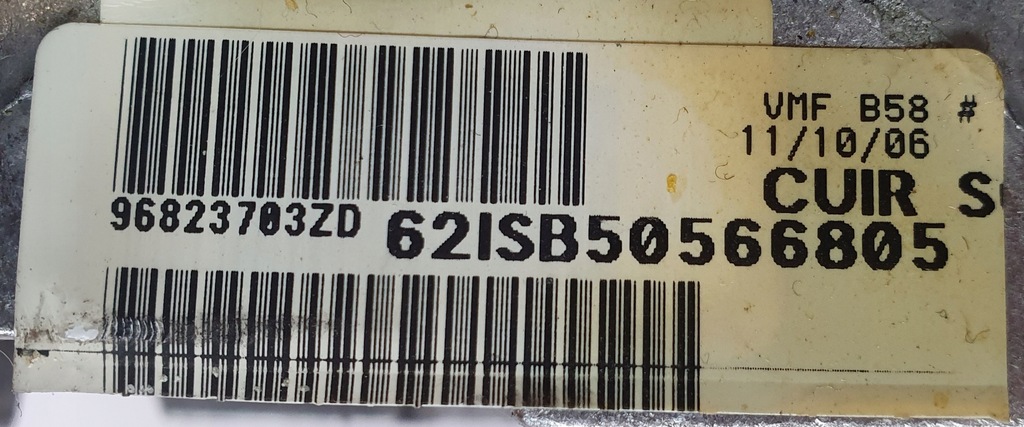 VMF B58 #
11/10/06
CUIR S
96823703ZD
62ISB50566805